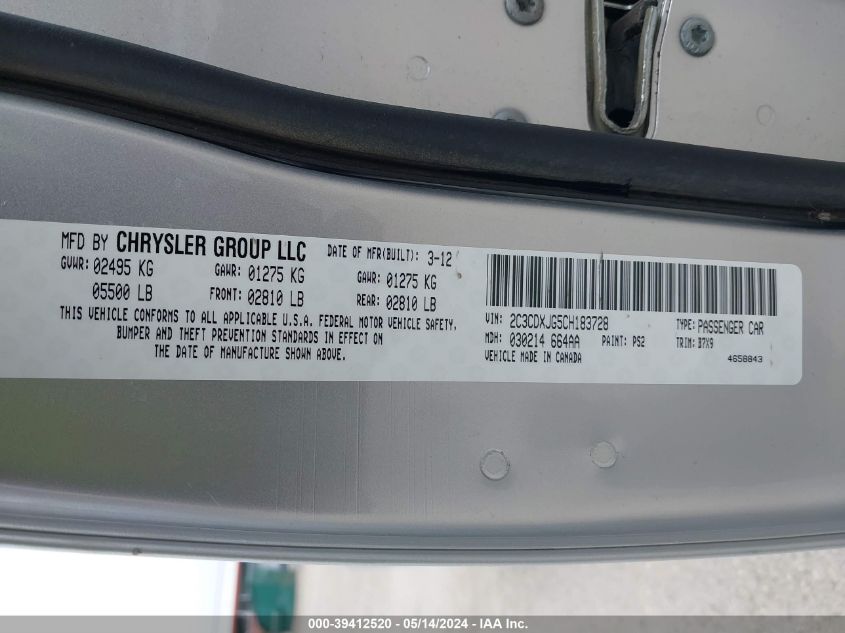 MFD BY CHRYSLER GROUP LLC DATE OF MFR(BUILT): 3-12
GVWR: 02495 KG GAWR: 01275 KG GAWR: 01275 KG
05500 LB FRONT: 02810 LB REAR: 02810 LB
THIS VEHICLE CONFORMS TO ALL APPLICABLE U.S.A. FEDERAL MOTOR VEHICLE SAFETY,
BUMPER AND THEFT PREVENTION STANDARDS IN EFFECT ON
THE DATE OF MANUFACTURE SHOWN ABOVE.
VIN: 2C3CDXJG5CH183728 TYPE: PASSENGER CAR
MDH: 030214 664AA PAINT: PS2 TRIM: B7X9
VEHICLE MADE IN CANADA 4658843
000-39412520 - 05/14/2024 - IAA Inc.